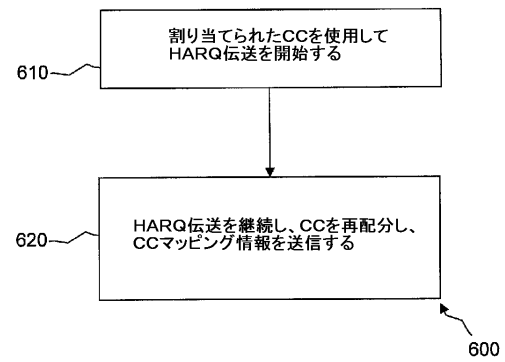 割り当てられたCCを使用して
HARQ伝送を開始する
610
HARQ伝送を継続し、CCを再配分し、
CCマッピング情報を送信する
620
600